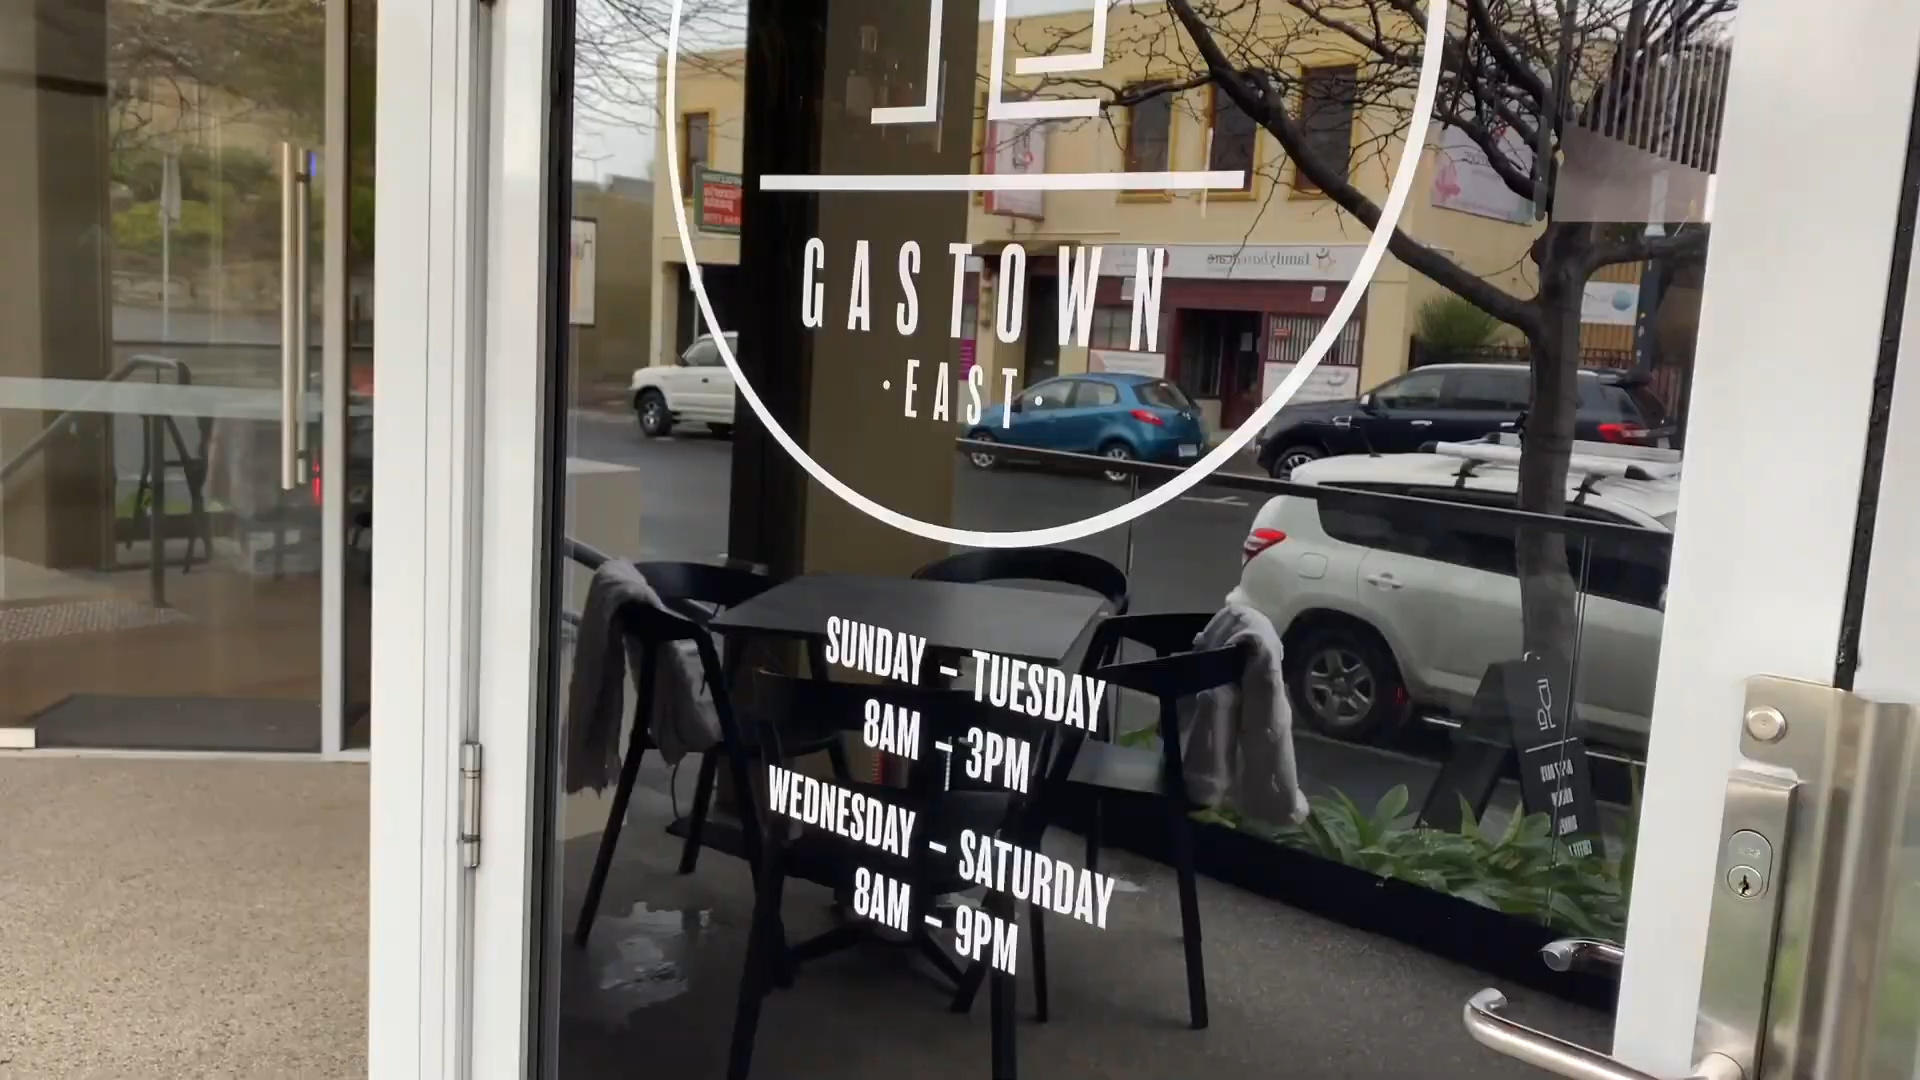 GASTOWN
·EAST·
SUNDAY – TUESDAY
8AM – 3PM
WEDNESDAY – SATURDAY
8AM – 9PM